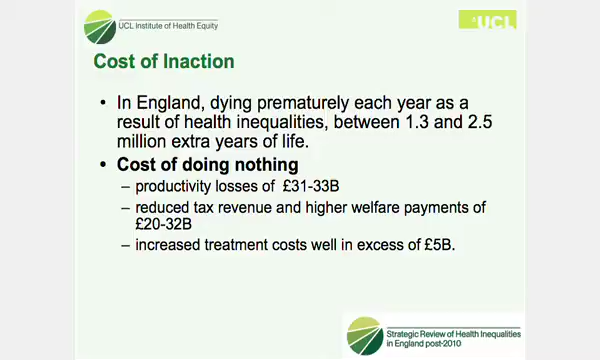 UCL Institute of Health Equity
UCL
Cost of Inaction
• In England, dying prematurely each year as a
result of health inequalities, between 1.3 and 2.5
million extra years of life.
• Cost of doing nothing
– productivity losses of £31-33B
– reduced tax revenue and higher welfare payments of
£20-32B
– increased treatment costs well in excess of £5B.
Strategic Review of Health Inequalities
in England post-2010